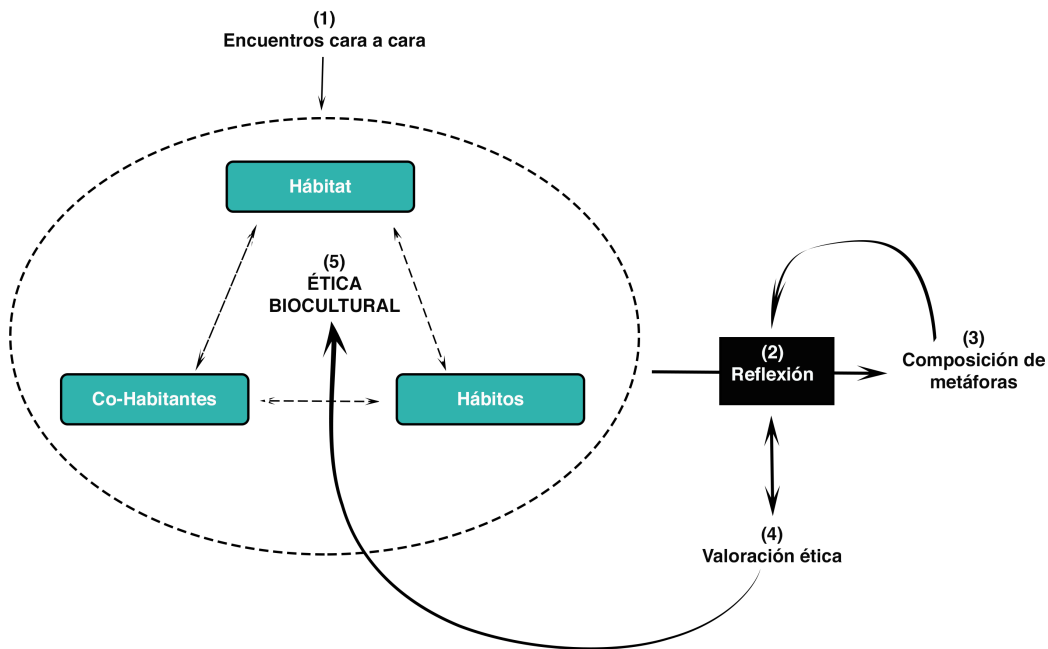 (1)
Encuentros cara a cara
Hábitat
(5)
ÉTICA
BIOCULTURAL
Co-Habitantes
Hábitos
(2)
Reflexión
(3)
Composición de
metáforas
(4)
Valoración ética